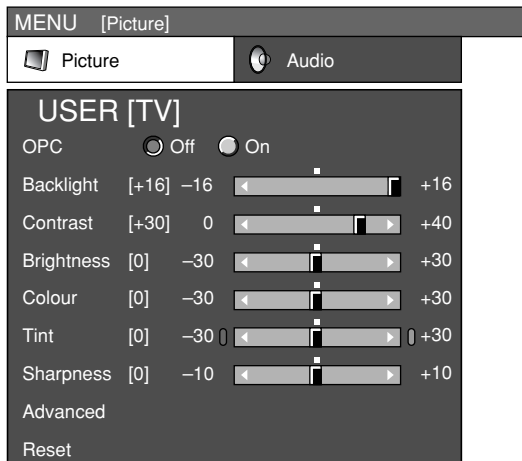 MENU [Picture]
Picture Audio
USER [TV]
OPC Off On
Backlight [+16] –16 +16
Contrast [+30] 0 +40
Brightness [0] –30 +30
Colour [0] –30 +30
Tint [0] –30 +30
Sharpness [0] –10 +10
Advanced
Reset